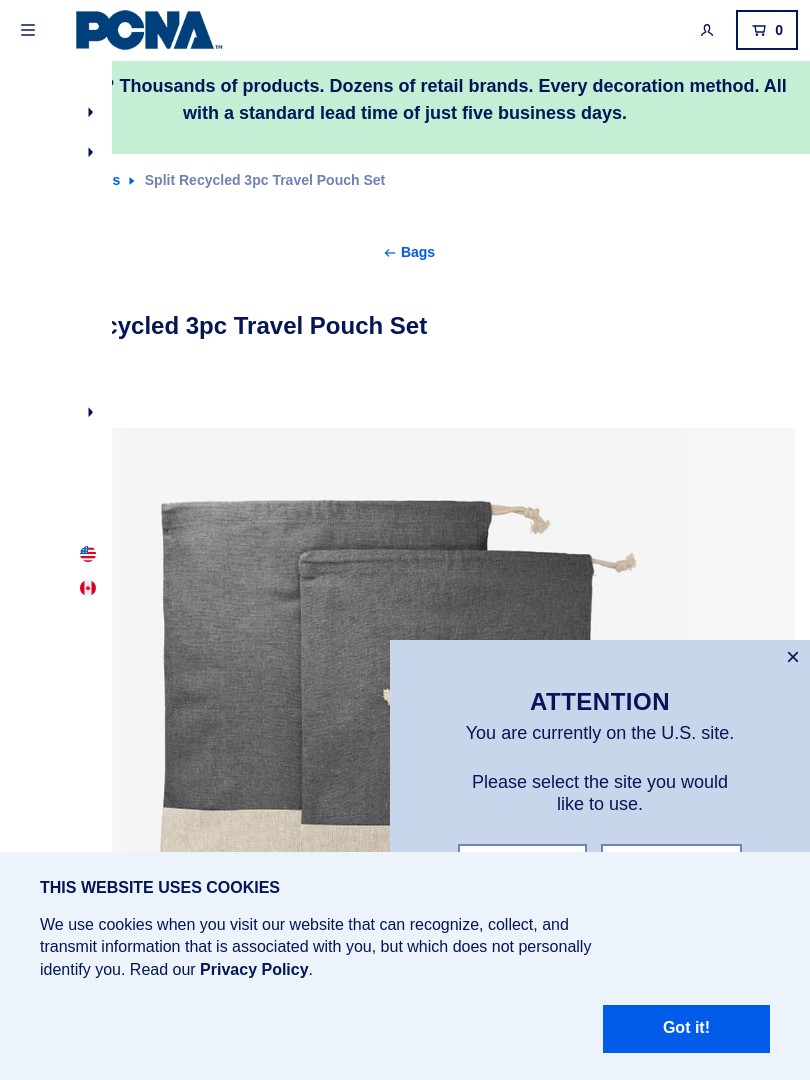 PCNA™
0
? Thousands of products. Dozens of retail brands. Every decoration method. All
with a standard lead time of just five business days.
Split Recycled 3pc Travel Pouch Set
← Bags
cycled 3pc Travel Pouch Set
ATTENTION
You are currently on the U.S. site.
Please select the site you would
like to use.
THIS WEBSITE USES COOKIES
We use cookies when you visit our website that can recognize, collect, and
transmit information that is associated with you, but which does not personally
identify you. Read our Privacy Policy.
Got it!